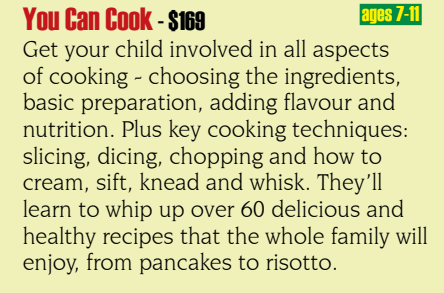 You Can Cook - $169 ages 7-11
Get your child involved in all aspects
of cooking - choosing the ingredients,
basic preparation, adding flavour and
nutrition. Plus key cooking techniques:
slicing, dicing, chopping and how to
cream, sift, knead and whisk. They'll
learn to whip up over 60 delicious and
healthy recipes that the whole family will
enjoy, from pancakes to risotto.